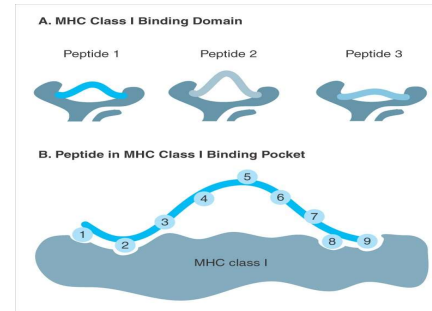 A. MHC Class I Binding Domain
Peptide 1
Peptide 2
Peptide 3
B. Peptide in MHC Class I Binding Pocket
1
2
3
4
5
6
7
8
9
MHC class I